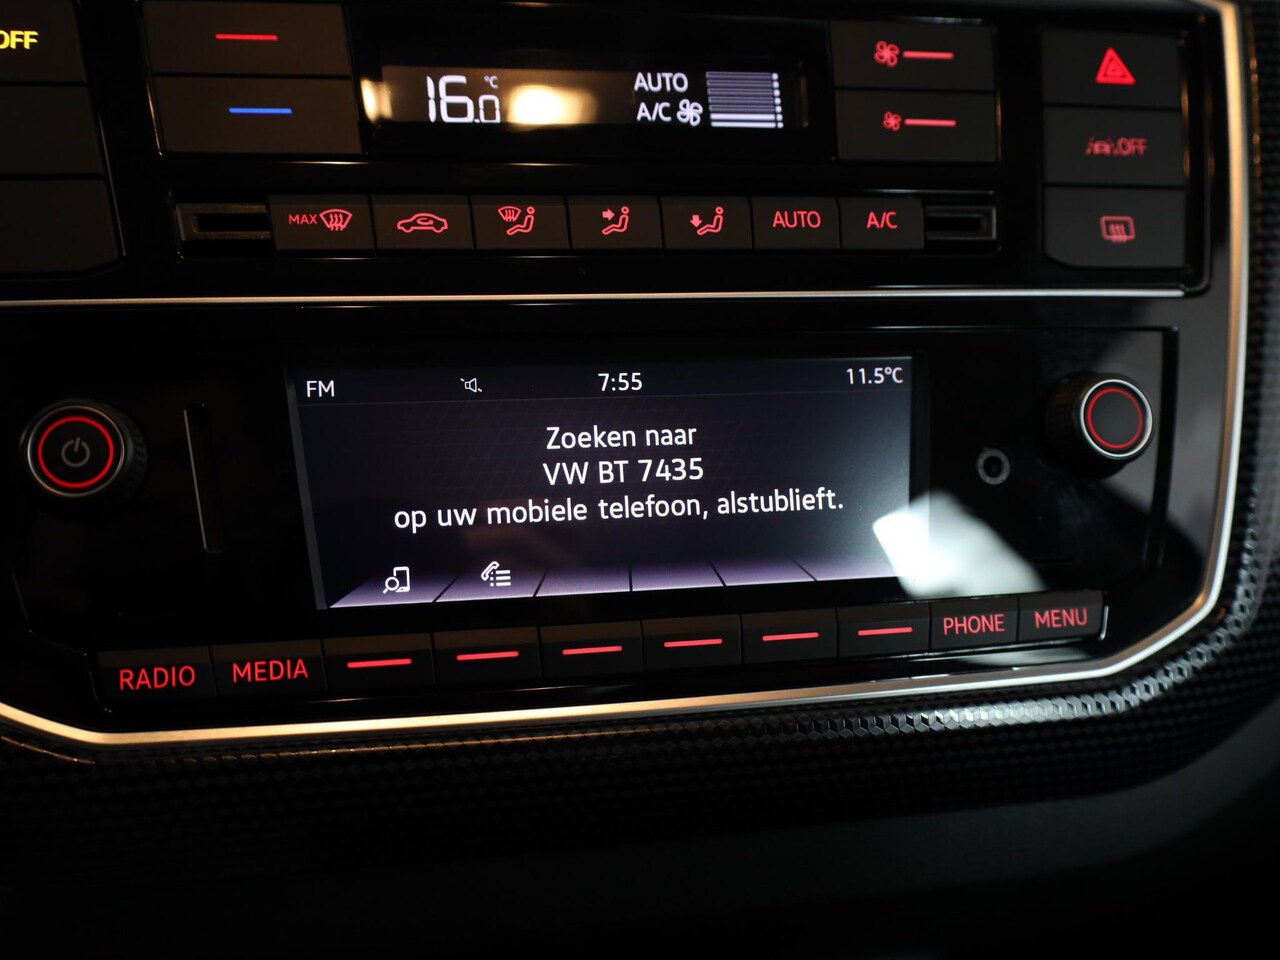 OFF
16.0 °C
AUTO
A/C
MAX
AUTO
A/C
OFF
FM
7:55
11.5°C
Zoeken naar
VW BT 7435
op uw mobiele telefoon, alstublieft.
RADIO
MEDIA
PHONE
MENU